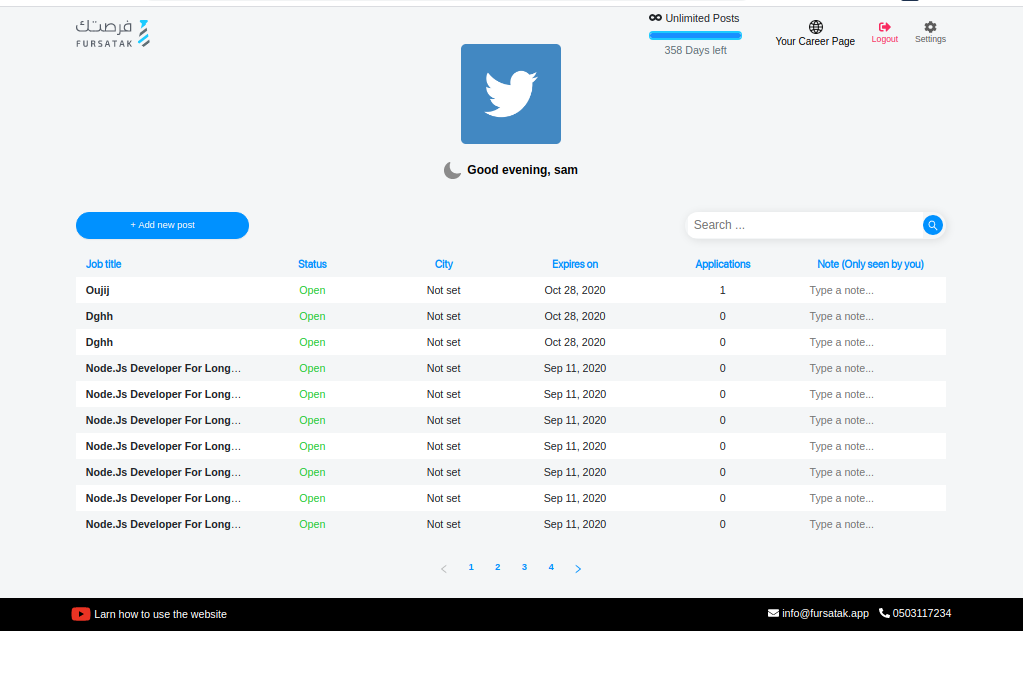 فرصتك
FURSATAK
Unlimited Posts
358 Days left
Your Career Page
Logout
Settings
Good evening, sam
+ Add new post
Search ...
Job title Status City Expires on Applications Note (Only seen by you)
Oujij Open Not set Oct 28, 2020 1 Type a note...
Dghh Open Not set Oct 28, 2020 0 Type a note...
Dghh Open Not set Oct 28, 2020 0 Type a note...
Node.Js Developer For Long... Open Not set Sep 11, 2020 0 Type a note...
Node.Js Developer For Long... Open Not set Sep 11, 2020 0 Type a note...
Node.Js Developer For Long... Open Not set Sep 11, 2020 0 Type a note...
Node.Js Developer For Long... Open Not set Sep 11, 2020 0 Type a note...
Node.Js Developer For Long... Open Not set Sep 11, 2020 0 Type a note...
Node.Js Developer For Long... Open Not set Sep 11, 2020 0 Type a note...
Node.Js Developer For Long... Open Not set Sep 11, 2020 0 Type a note...
< 1 2 3 4 >
Larn how to use the website
info@fursatak.app 0503117234